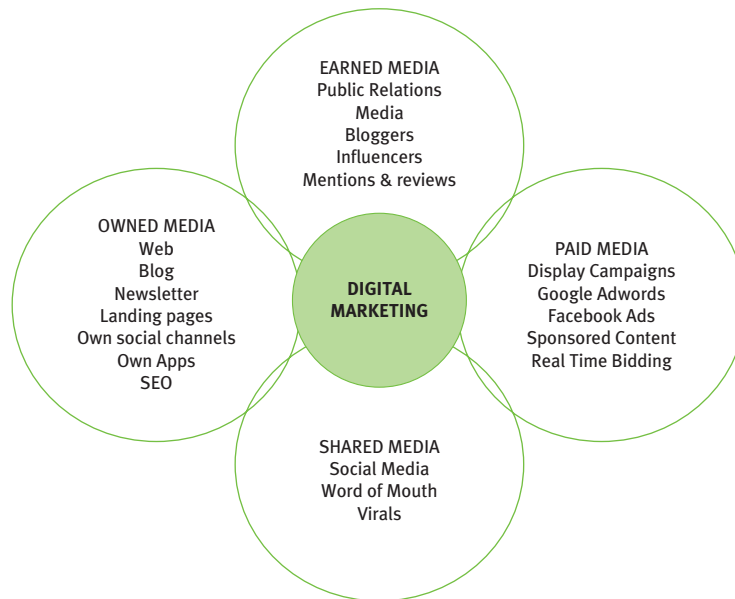 EARNED MEDIA
Public Relations
Media
Bloggers
Influencers
Mentions & reviews
OWNED MEDIA
Web
Blog
Newsletter
Landing pages
Own social channels
Own Apps
SEO
DIGITAL
MARKETING
PAID MEDIA
Display Campaigns
Google Adwords
Facebook Ads
Sponsored Content
Real Time Bidding
SHARED MEDIA
Social Media
Word of Mouth
Virals